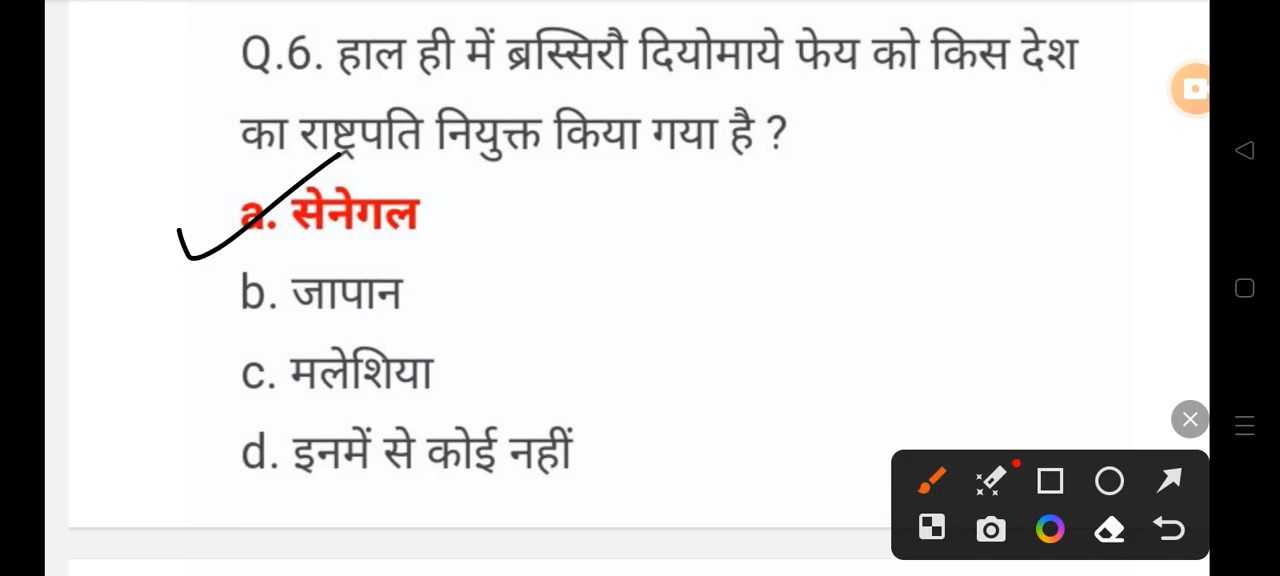 Q.6. हाल ही में ब्रस्सिरौ दियोमाये फेय को किस देश
का राष्ट्रपति नियुक्त किया गया है ?
a. सेनेगल
b. जापान
c. मलेशिया
d. इनमें से कोई नहीं